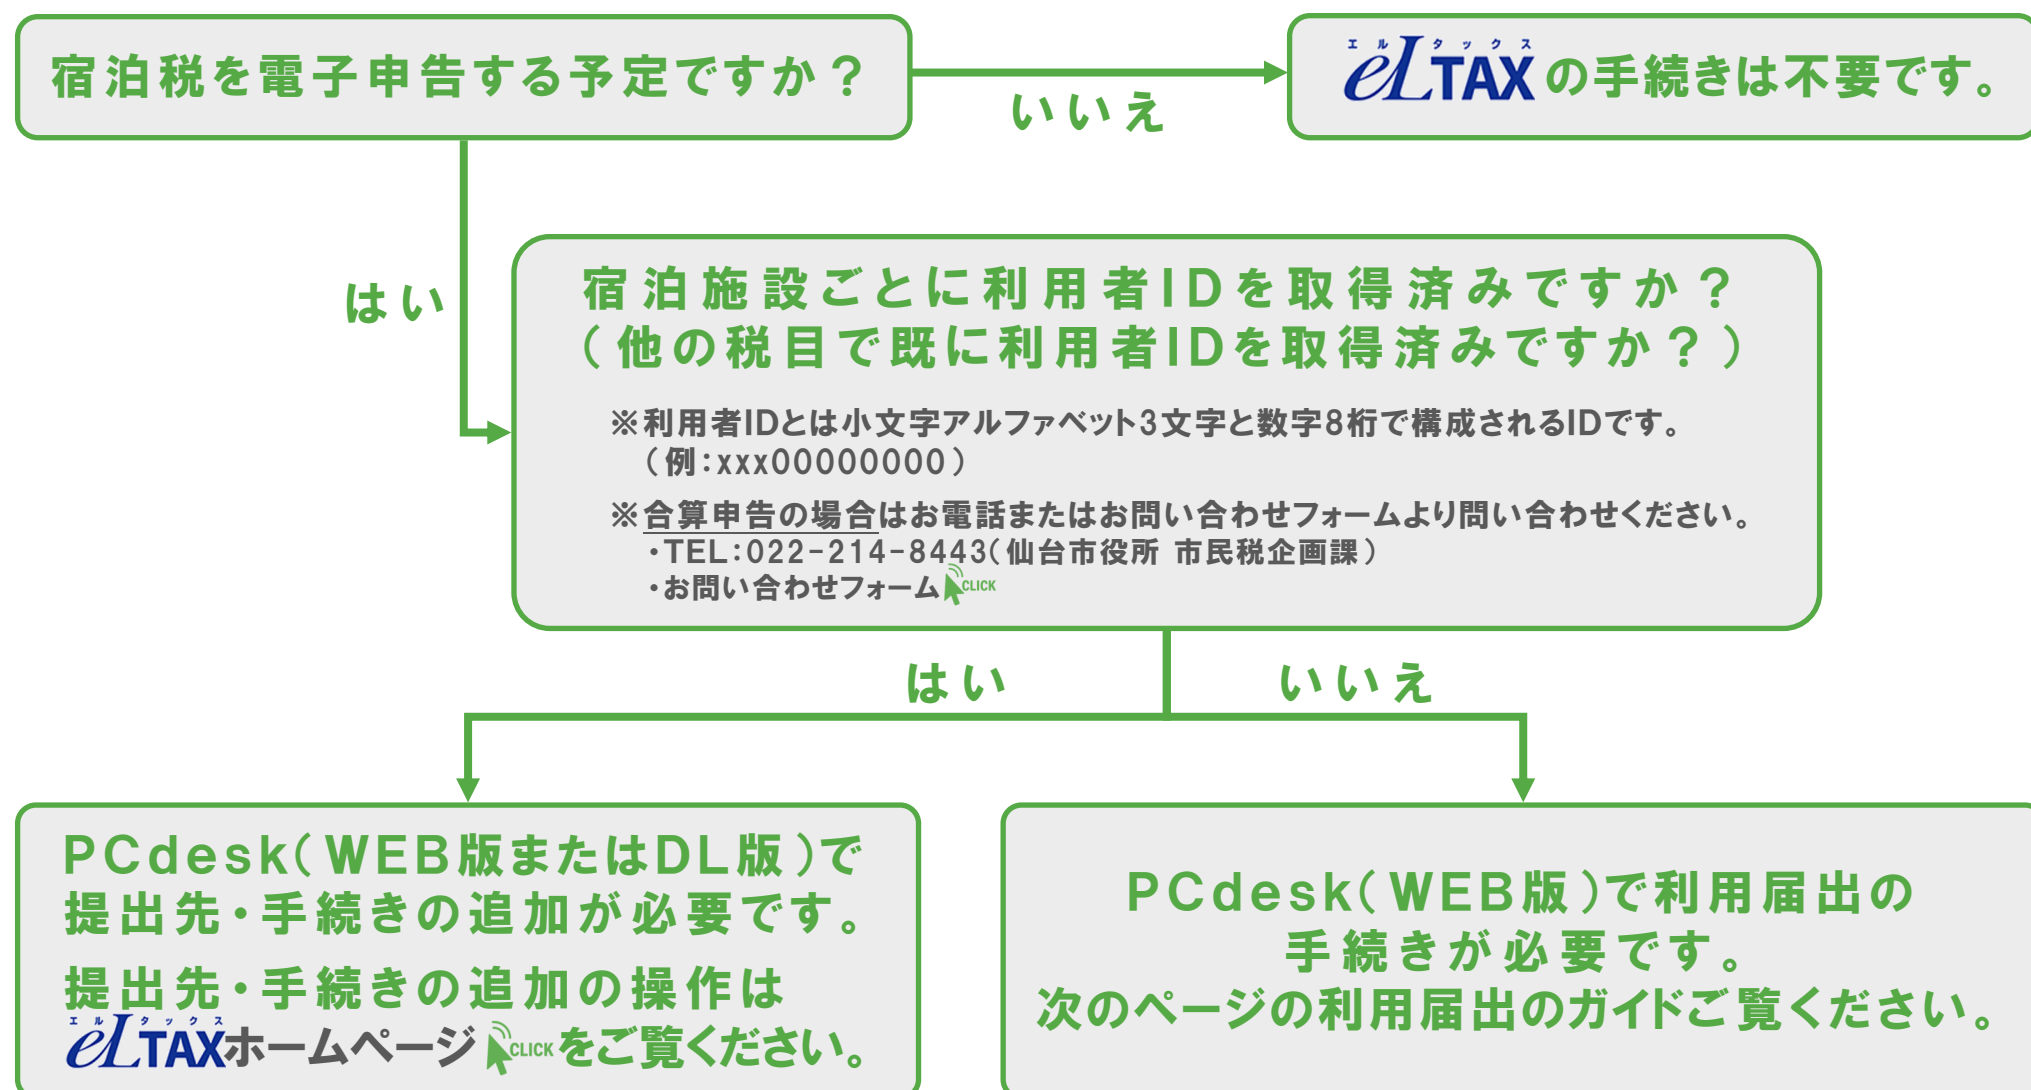 宿泊税を電子申告する予定ですか？
いいえ
エルタックス
eLTAXの手続きは不要です。
はい
宿泊施設ごとに利用者IDを取得済みですか？
（他の税目で既に利用者IDを取得済みですか？）
※利用者IDとは小文字アルファベット3文字と数字8桁で構成されるIDです。
（例：xxx00000000）
※合算申告の場合はお電話またはお問い合わせフォームより問い合わせください。
・TEL：022-214-8443（仙台市役所 市民税企画課）
・お問い合わせフォーム CLICK
はい
いいえ
PCdesk（WEB版またはDL版）で
提出先・手続きの追加が必要です。
提出先・手続きの追加の操作は
エルタックス
eLTAXホームページ CLICK をご覧ください。
PCdesk（WEB版）で利用届出の
手続きが必要です。
次のページの利用届出のガイドご覧ください。